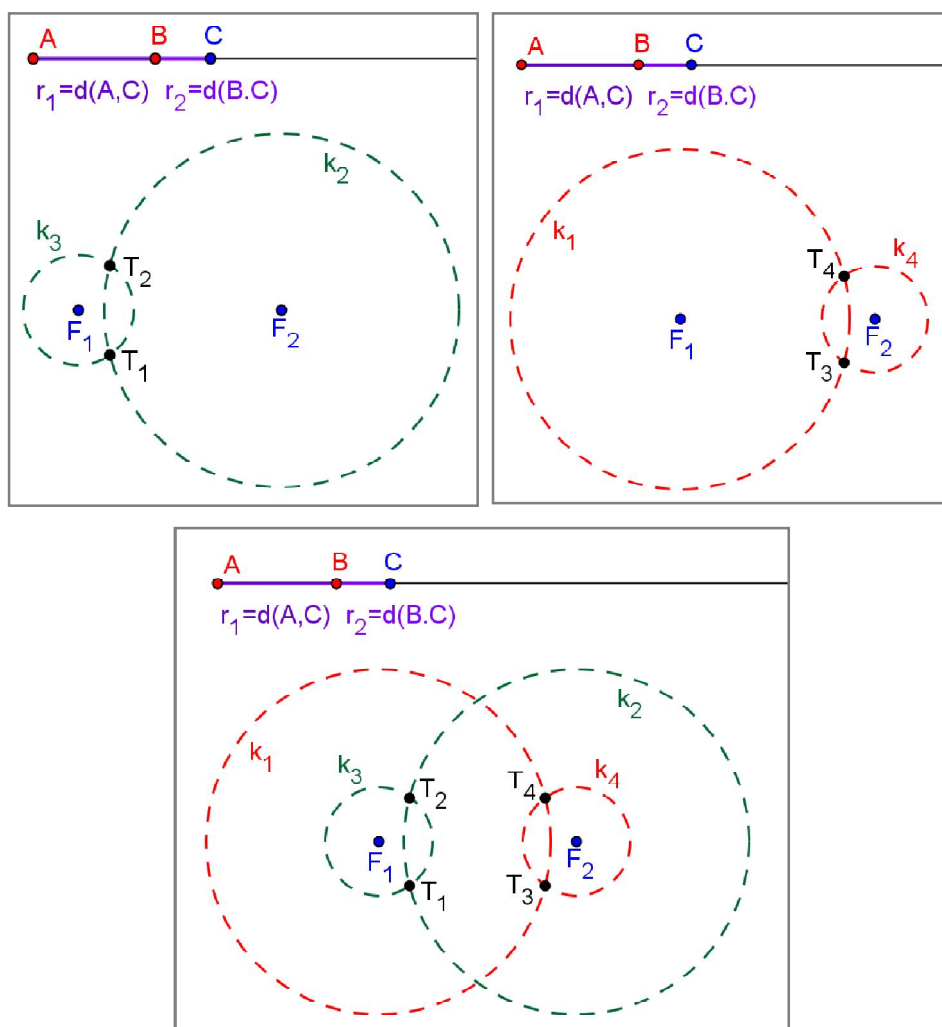 A B C
r₁=d(A,C) r₂=d(B.C)
k₂
k₃
T₂
F₁ F₂
T₁
A B C
r₁=d(A,C) r₂=d(B.C)
k₁
T₄ k₄
F₁ F₂
T₃
A B C
r₁=d(A,C) r₂=d(B.C)
k₂
k₁ k₃ k₄
T₂ T₄
F₁ F₂
T₁ T₃